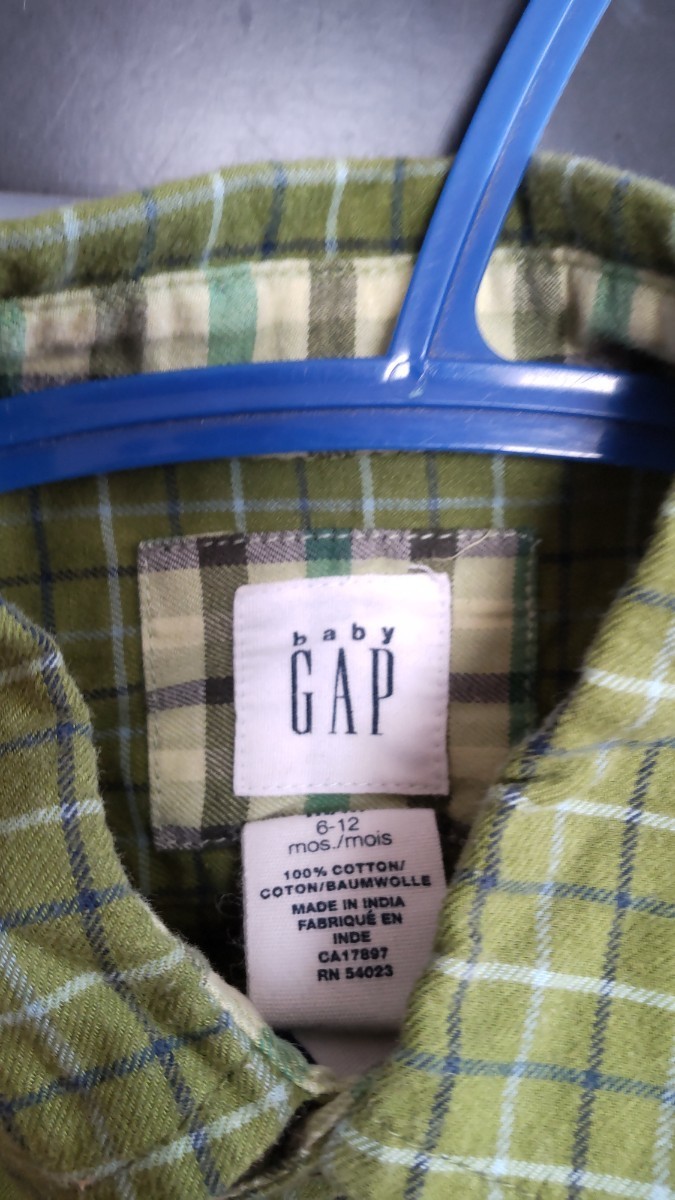 baby
GAP
6-12
mos./mois
100% COTTON/
COTON/BAUMWOLLE
MADE IN INDIA
FABRIQUÉ EN
INDE
CA17897
RN 54023